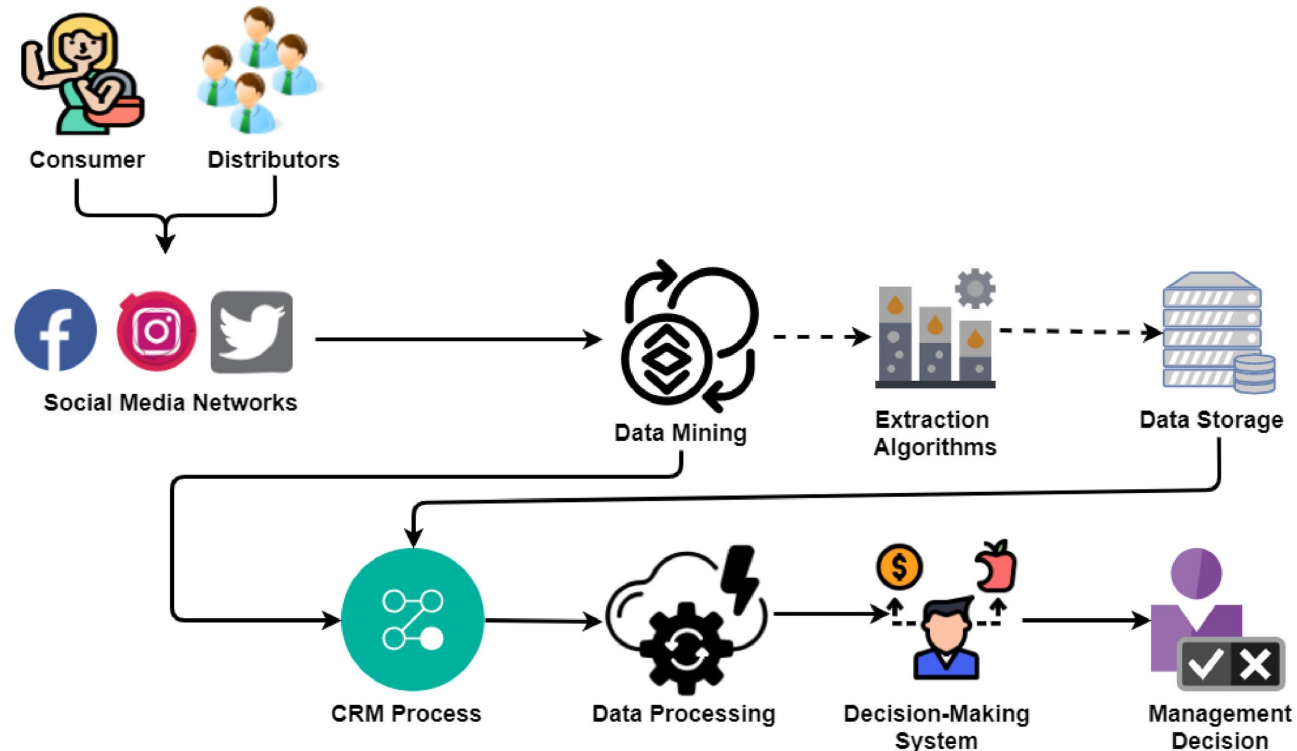 Consumer
Distributors
Social Media Networks
Data Mining
Extraction
Algorithms
Data Storage
$
CRM Process
Data Processing
Decision-Making
System
Management
Decision